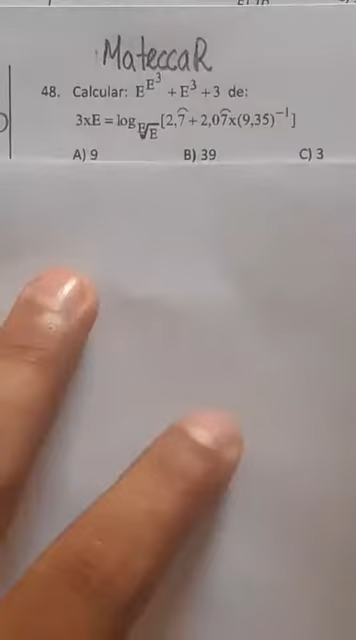 MateccaR
48. Calcular: E^E^3 + E^3 + 3 de:
3xE = log_{\sqrt[E]{E}} [2,7̑ + 2,07̑x(9,35)^-1]
A) 9 B) 39 C) 3